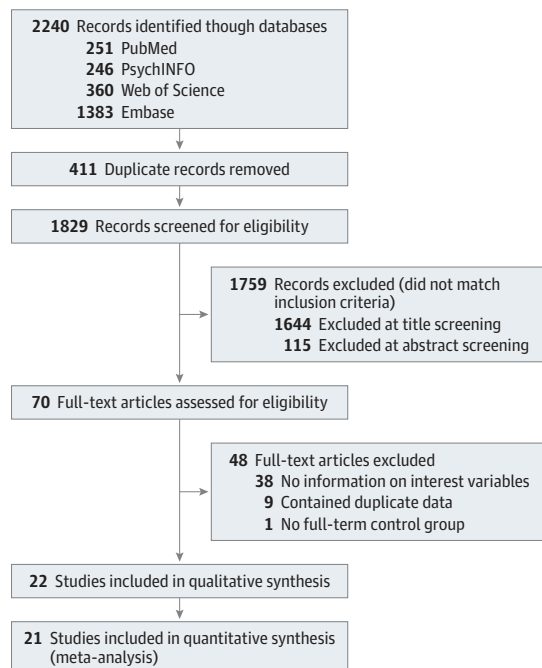 2240 Records identified though databases
251 PubMed
246 PsychINFO
360 Web of Science
1383 Embase
411 Duplicate records removed
1829 Records screened for eligibility
1759 Records excluded (did not match
inclusion criteria)
1644 Excluded at title screening
115 Excluded at abstract screening
70 Full-text articles assessed for eligibility
48 Full-text articles excluded
38 No information on interest variables
9 Contained duplicate data
1 No full-term control group
22 Studies included in qualitative synthesis
21 Studies included in quantitative synthesis
(meta-analysis)